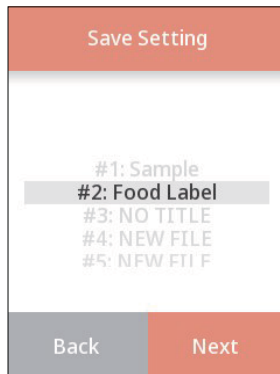 Save Setting
#1: Sample
#2: Food Label
#3: NO TITLE
#4: NEW FILE
#5: NEW FILE
Back
Next